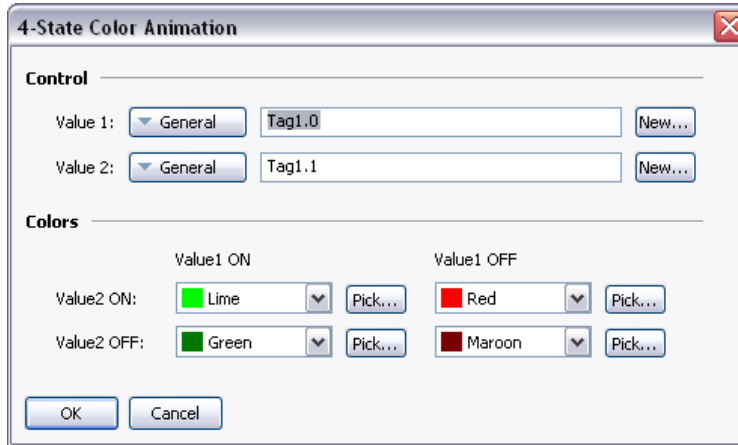 4-State Color Animation
Control
Value 1: General Tag1.0 New...
Value 2: General Tag1.1 New...
Colors
Value1 ON Value1 OFF
Value2 ON: Lime Pick... Red Pick...
Value2 OFF: Green Pick... Maroon Pick...
OK Cancel